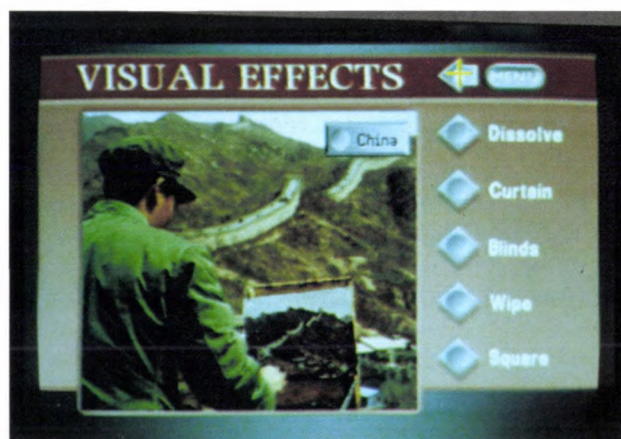 VISUAL EFFECTS
MENU
China
Dissolve
Curtain
Blinds
Wipe
Square